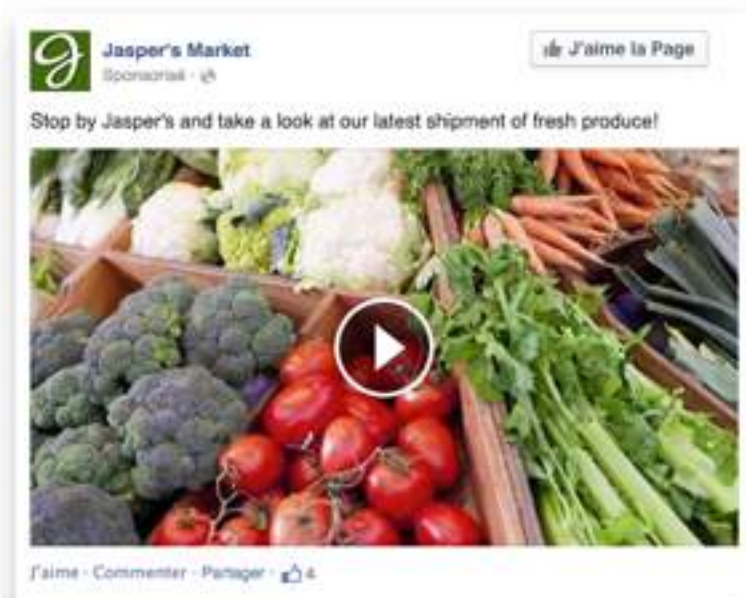 Jasper's Market
Sponsorisé ·
J'aime la Page
Stop by Jasper's and take a look at our latest shipment of fresh produce!
J'aime · Commenter · Partager · 4